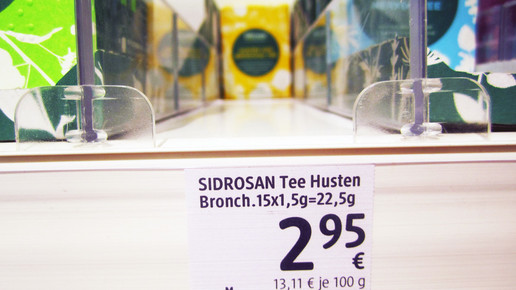 SIDROSAN Tee Husten
Bronch.15x1,5g=22,5g
2 95
€
13,11 € je 100 g